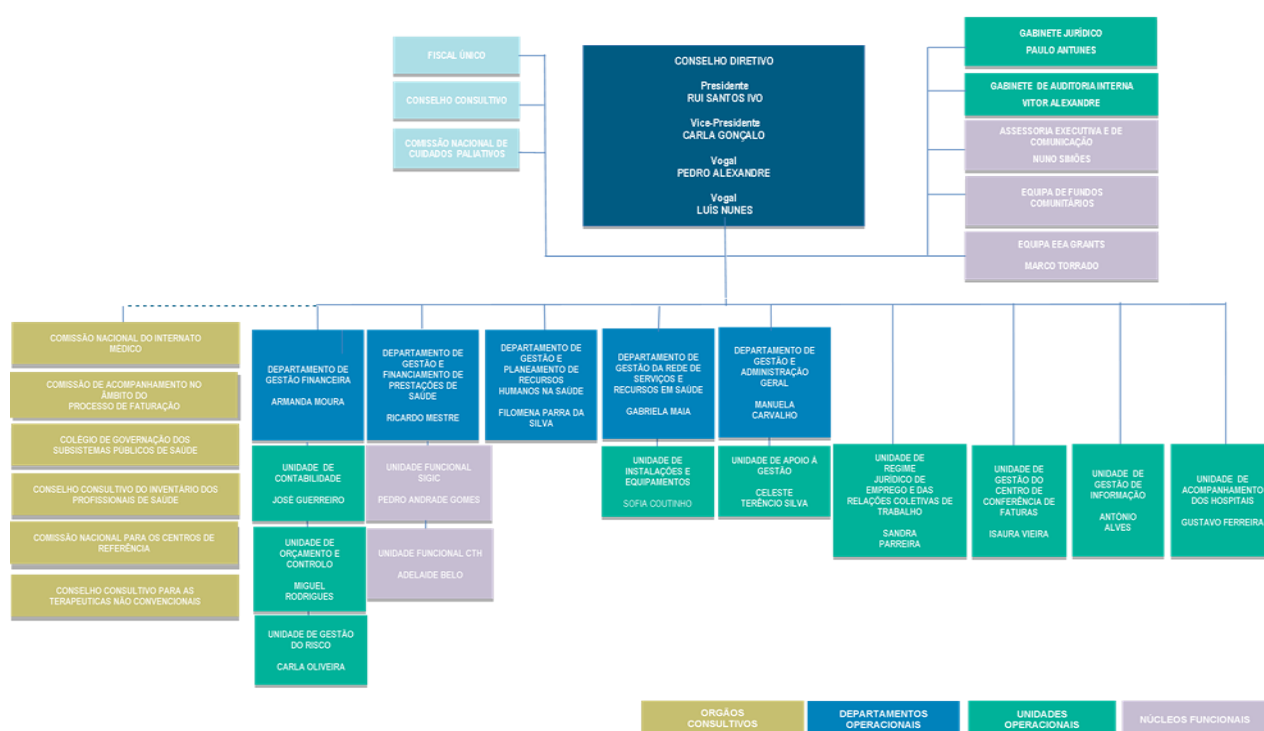 FISCAL ÚNICO
CONSELHO CONSULTIVO
COMISSÃO NACIONAL DE
CUIDADOS PALIATIVOS
CONSELHO DIRETIVO
Presidente
RUI SANTOS IVO
Vice-Presidente
CARLA GONÇALO
Vogal
PEDRO ALEXANDRE
Vogal
LUÍS NUNES
GABINETE JURÍDICO
PAULO ANTUNES
GABINETE DE AUDITORIA INTERNA
VITOR ALEXANDRE
ASSESSORIA EXECUTIVA E DE
COMUNICAÇÃO
NUNO SIMÕES
EQUIPA DE FUNDOS
COMUNITÁRIOS
EQUIPA EEA GRANTS
MARCO TORRADO
COMISSÃO NACIONAL DO INTERNATO
MÉDICO
COMISSÃO DE ACOMPANHAMENTO NO
ÂMBITO DO
PROCESSO DE FATURAÇÃO
COLÉGIO DE GOVERNAÇÃO DOS
SUBSISTEMAS PÚBLICOS DE SAÚDE
CONSELHO CONSULTIVO DO INVENTÁRIO DOS
PROFISSIONAIS DE SAÚDE
COMISSÃO NACIONAL PARA OS CENTROS DE
REFERÊNCIA
CONSELHO CONSULTIVO PARA AS
TERAPEUTICAS NÃO CONVENCIONAIS
DEPARTAMENTO DE
GESTÃO FINANCEIRA
ARMANDA MOURA
UNIDADE DE
CONTABILIDADE
JOSÉ GUERREIRO
UNIDADE DE
ORÇAMENTO E
CONTROLO
MIGUEL
RODRIGUES
UNIDADE DE GESTÃO
DO RISCO
CARLA OLIVEIRA
DEPARTAMENTO DE
GESTÃO E
FINANCIAMENTO DE
PRESTAÇÕES DE
SAÚDE
RICARDO MESTRE
UNIDADE FUNCIONAL
SIGIC
PEDRO ANDRADE GOMES
UNIDADE FUNCIONAL CTH
ADELAIDE BELO
DEPARTAMENTO DE
GESTÃO E
PLANEAMENTO DE
RECURSOS
HUMANOS NA SAÚDE
FILOMENA PARRA DA
SILVA
DEPARTAMENTO DE
GESTÃO DA REDE DE
SERVIÇOS E
RECURSOS EM SAÚDE
GABRIELA MAIA
UNIDADE DE
INSTALAÇÕES E
EQUIPAMENTOS
SOFIA COUTINHO
DEPARTAMENTO DE
GESTÃO E
ADMINISTRAÇÃO
GERAL
MANUELA
CARVALHO
UNIDADE DE APOIO À
GESTÃO
CELESTE
TERÊNCIO SILVA
UNIDADE DE
REGIME
JURÍDICO DE
EMPREGO E DAS
RELAÇÕES COLETIVAS DE
TRABALHO
SANDRA
PARREIRA
UNIDADE DE
GESTÃO DO
CENTRO DE
CONFERÊNCIA DE
FATURAS
ISAURA VIEIRA
UNIDADE DE
GESTÃO DE
INFORMAÇÃO
ANTÓNIO
ALVES
UNIDADE DE
ACOMPANHAMENTO
DOS HOSPITAIS
GUSTAVO FERREIRA
ORGÃOS
CONSULTIVOS
DEPARTAMENTOS
OPERACIONAIS
UNIDADES
OPERACIONAIS
NÚCLEOS FUNCIONAIS